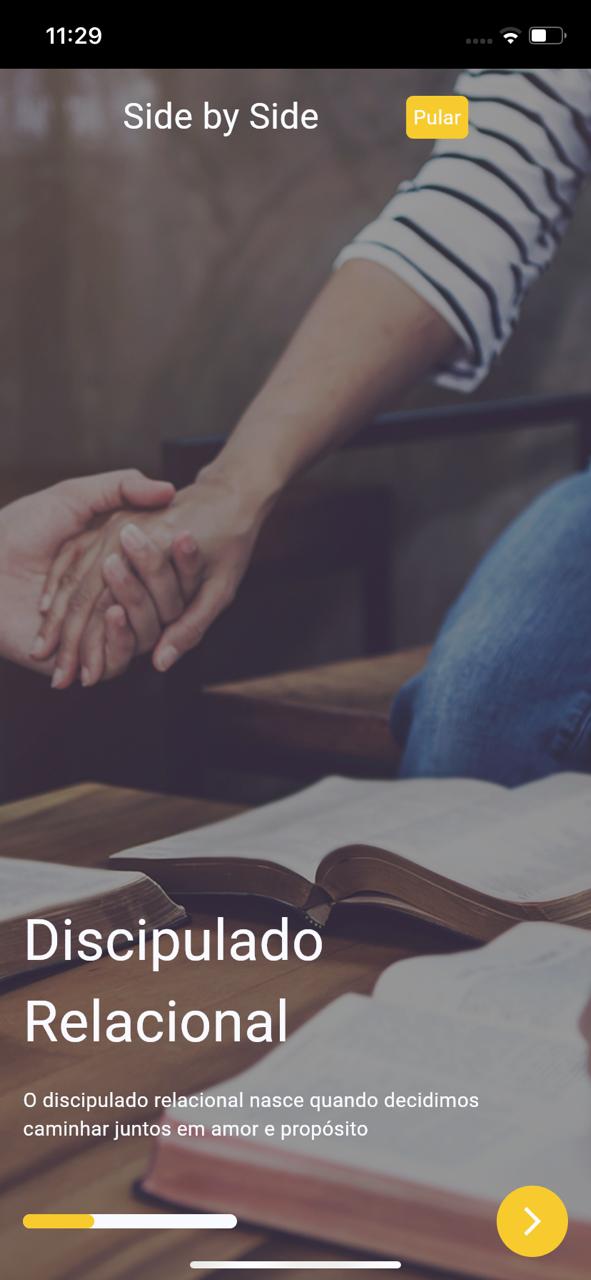 11:29
Side by Side
Pular
Discipulado
Relacional
O discipulado relacional nasce quando decidimos
caminhar juntos em amor e propósito